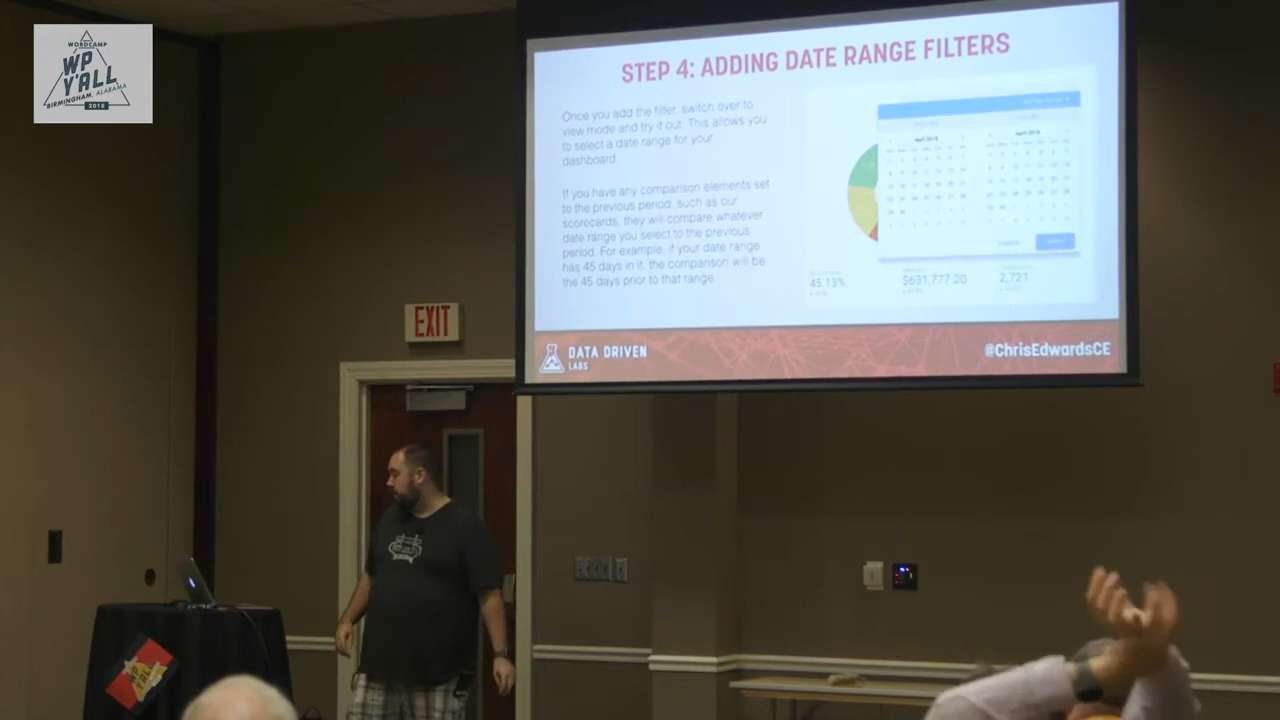 WORDCAMP
WP
Y'ALL
BIRMINGHAM, ALABAMA
2018
STEP 4: ADDING DATE RANGE FILTERS
Once you add the filter, switch over to
view mode and try it out. This allows you
to select a date range for your
dashboard.
If you have any comparison elements set
to the previous period, such as our
scorecards, they will compare whatever
date range you select to the previous
period. For example, if your date range
has 45 days in it, the comparison will be
the 45 days prior to that range.
April 2018
April 2018
45.13%
$631,777.20
2,721
DATA DRIVEN
LABS
@ChrisEdwardsCE
EXIT
WP
Y'ALL